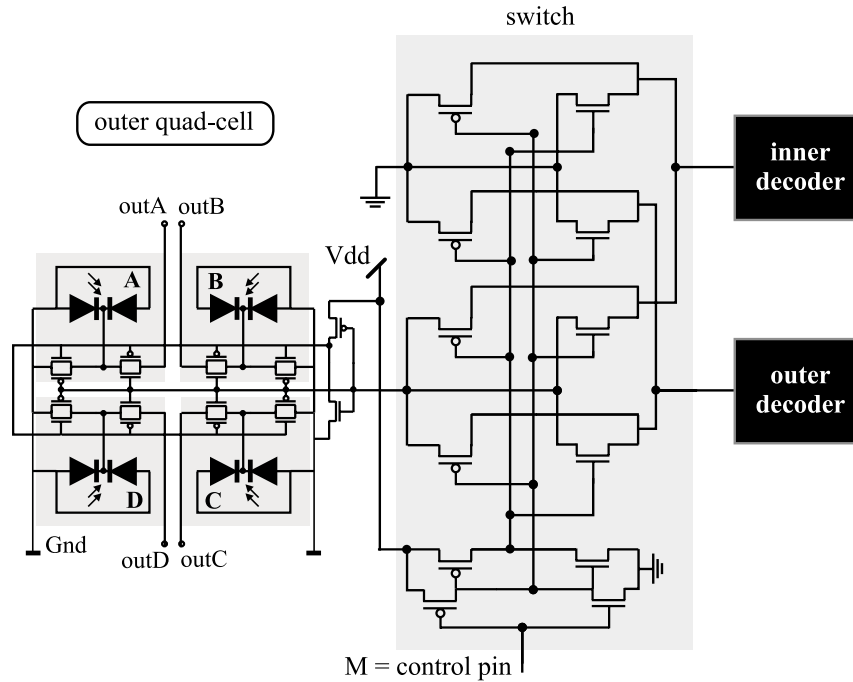 switch
outer quad-cell
inner
decoder
outA outB
Vdd
A
B
outer
decoder
D
C
Gnd
outD outC
M = control pin